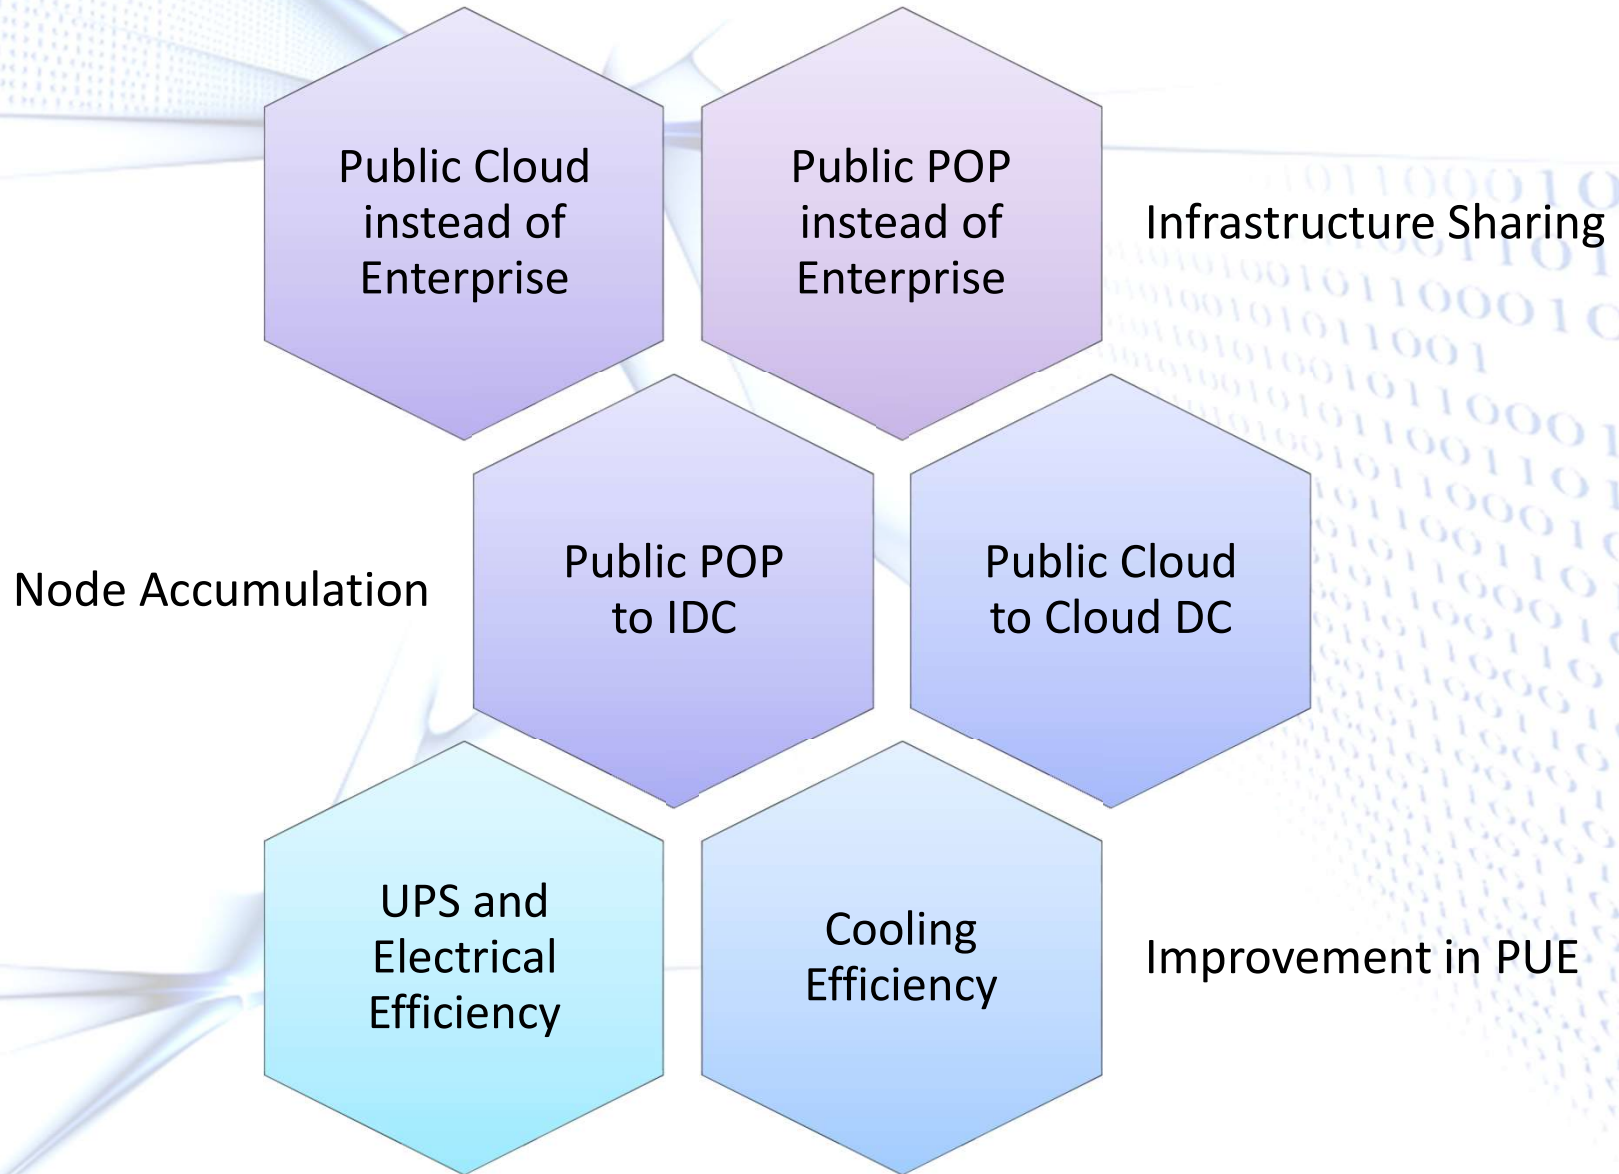 Public Cloud
instead of
Enterprise
Public POP
instead of
Enterprise
Infrastructure Sharing
Node Accumulation
Public POP
to IDC
Public Cloud
to Cloud DC
UPS and
Electrical
Efficiency
Cooling
Efficiency
Improvement in PUE